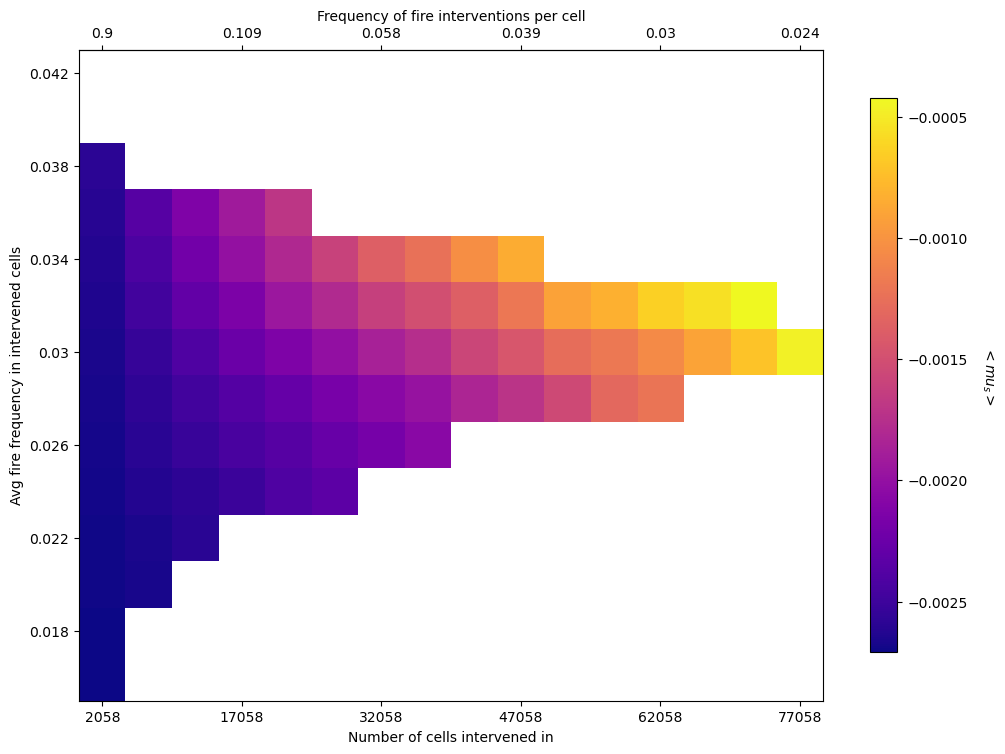 Frequency of fire interventions per cell
0.9 0.109 0.058 0.039 0.03 0.024
0.042
0.038
0.034
0.03
0.026
0.022
0.018
Avg fire frequency in intervened cells
2058 17058 32058 47058 62058 77058
Number of cells intervened in
−0.0005
−0.0010
−0.0015
−0.0020
−0.0025
< mu_s >